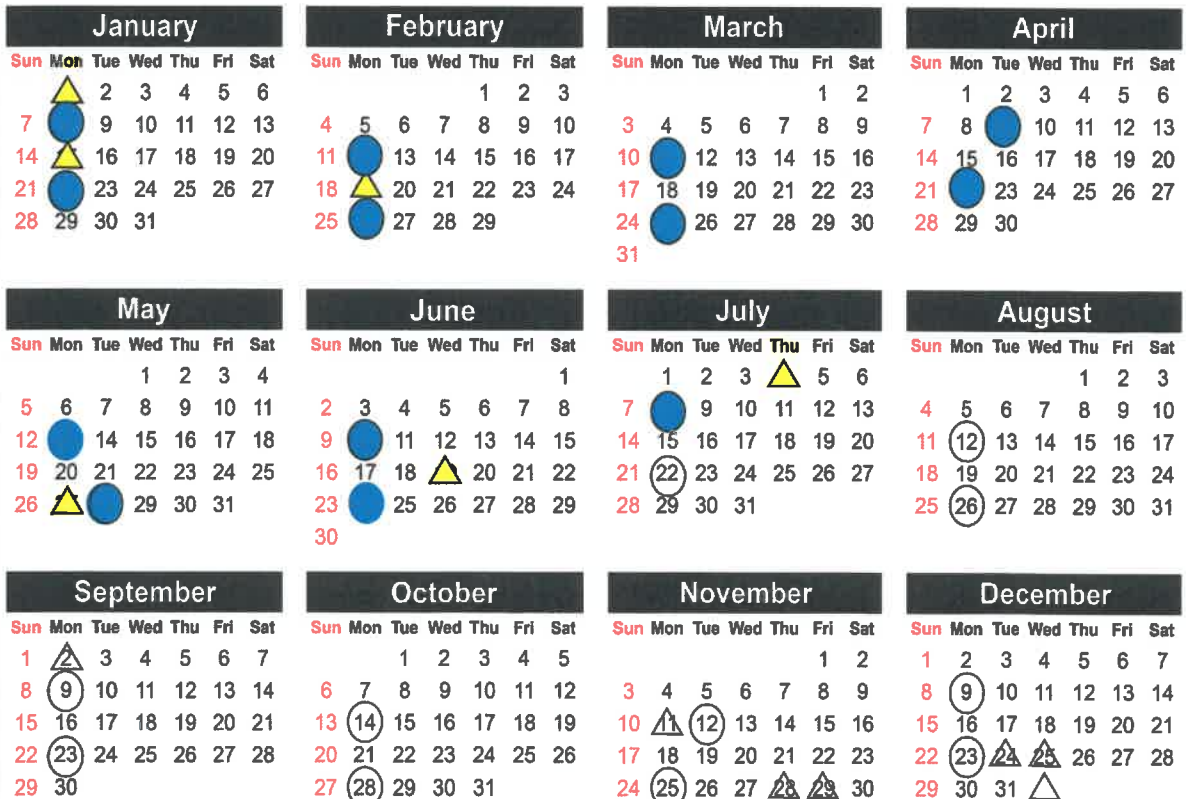 January
Sun Mon Tue Wed Thu Fri Sat
2 3 4 5 6
7 9 10 11 12 13
14 16 17 18 19 20
21 23 24 25 26 27
28 29 30 31
February
Sun Mon Tue Wed Thu Fri Sat
1 2 3
4 5 6 7 8 9 10
11 13 14 15 16 17
18 20 21 22 23 24
25 27 28 29
March
Sun Mon Tue Wed Thu Fri Sat
1 2
3 4 5 6 7 8 9
10 12 13 14 15 16
17 18 19 20 21 22 23
24 26 27 28 29 30
31
April
Sun Mon Tue Wed Thu Fri Sat
1 2 3 4 5 6
7 8 10 11 12 13
14 15 16 17 18 19 20
21 23 24 25 26 27
28 29 30
May
Sun Mon Tue Wed Thu Fri Sat
1 2 3 4
5 6 7 8 9 10 11
12 14 15 16 17 18
19 20 21 22 23 24 25
26 29 30 31
June
Sun Mon Tue Wed Thu Fri Sat
1
2 3 4 5 6 7 8
9 11 12 13 14 15
16 17 18 20 21 22
23 25 26 27 28 29
30
July
Sun Mon Tue Wed Thu Fri Sat
1 2 3 5 6
7 9 10 11 12 13
14 15 16 17 18 19 20
21 22 23 24 25 26 27
28 29 30 31
August
Sun Mon Tue Wed Thu Fri Sat
1 2 3
4 5 6 7 8 9 10
11 12 13 14 15 16 17
18 19 20 21 22 23 24
25 26 27 28 29 30 31
September
Sun Mon Tue Wed Thu Fri Sat
1 2 3 4 5 6 7
8 9 10 11 12 13 14
15 16 17 18 19 20 21
22 23 24 25 26 27 28
29 30
October
Sun Mon Tue Wed Thu Fri Sat
1 2 3 4 5
6 7 8 9 10 11 12
13 14 15 16 17 18 19
20 21 22 23 24 25 26
27 28 29 30 31
November
Sun Mon Tue Wed Thu Fri Sat
1 2
3 4 5 6 7 8 9
10 11 12 13 14 15 16
17 18 19 20 21 22 23
24 25 26 27 28 29 30
December
Sun Mon Tue Wed Thu Fri Sat
1 2 3 4 5 6 7
8 9 10 11 12 13 14
15 16 17 18 19 20 21
22 23 24 25 26 27 28
29 30 31